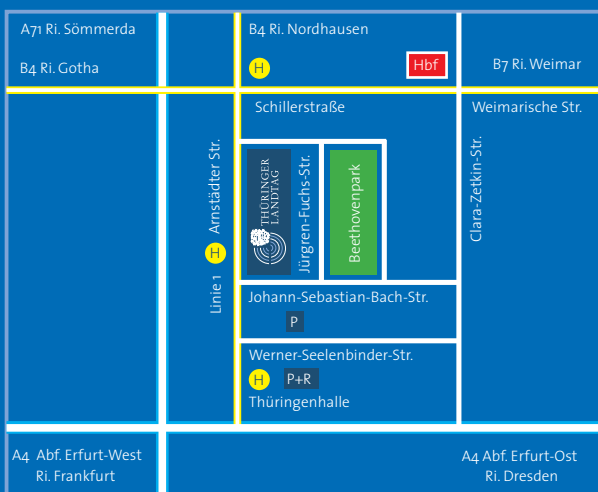 A71 Ri. Sömmerda
B4 Ri. Nordhausen
B4 Ri. Gotha
H
Hbf
B7 Ri. Weimar
Schillerstraße
Weimarische Str.
Arnstädter Str.
THÜRINGER
LANDTAG
Jürgren-Fuchs-Str.
Beethovenpark
Clara-Zetkin-Str.
H
Linie 1
Johann-Sebastian-Bach-Str.
P
Werner-Seelenbinder-Str.
H
P+R
Thüringenhalle
A4 Abf. Erfurt-West
Ri. Frankfurt
A4 Abf. Erfurt-Ost
Ri. Dresden